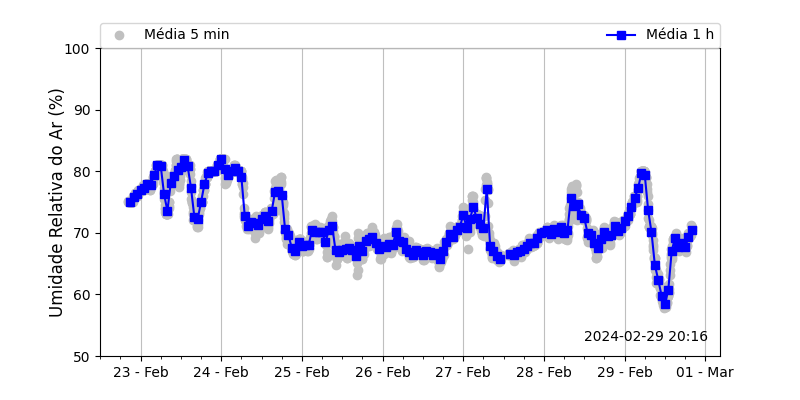 Média 5 min Média 1 h
Umidade Relativa do Ar (%)
100
90
80
70
60
50
2024-02-29 20:16
23 - Feb 24 - Feb 25 - Feb 26 - Feb 27 - Feb 28 - Feb 29 - Feb 01 - Mar